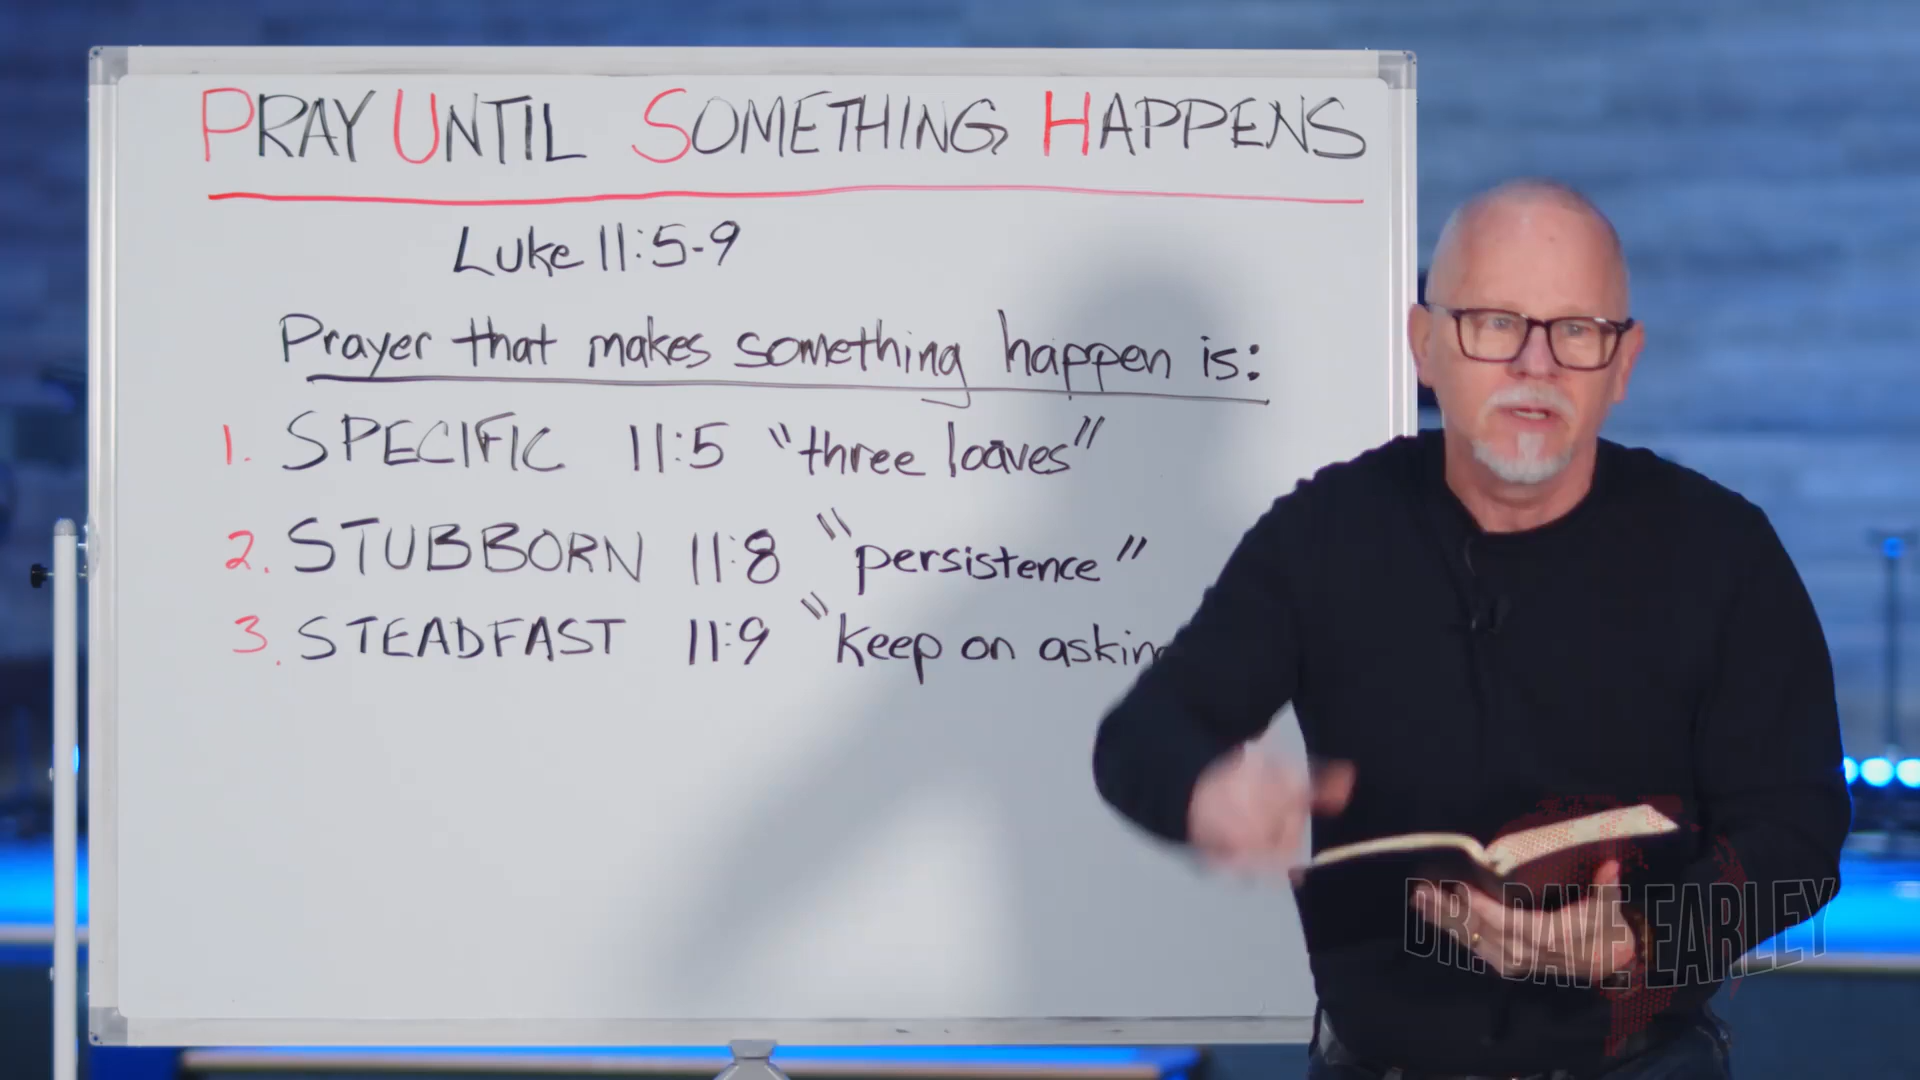 PRAY UNTIL SOMETHING HAPPENS
Luke 11:5-9
Prayer that makes something happen is:
1. SPECIFIC 11:5 "three loaves"
2. STUBBORN 11:8 "persistence"
3. STEADFAST 11:9 "keep on asking
DR. DAVE EARLEY